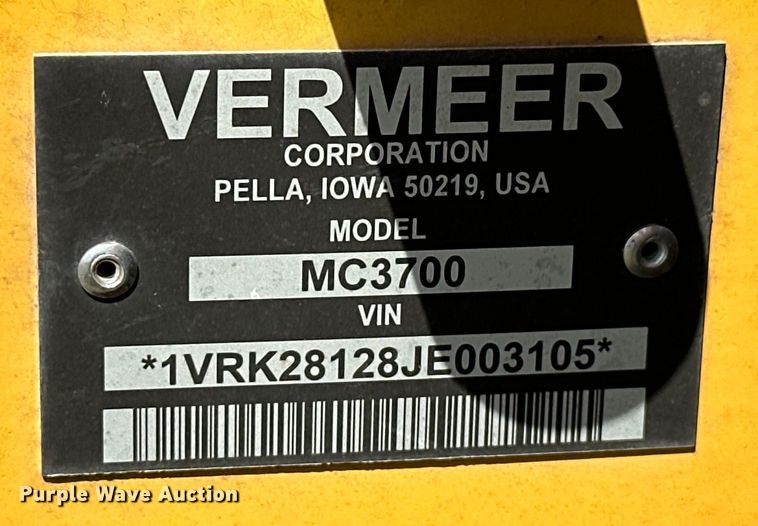 VERMEER
CORPORATION
PELLA, IOWA 50219, USA
MODEL
MC3700
VIN
*1VRK28128JE003105*
Purple Wave Auction